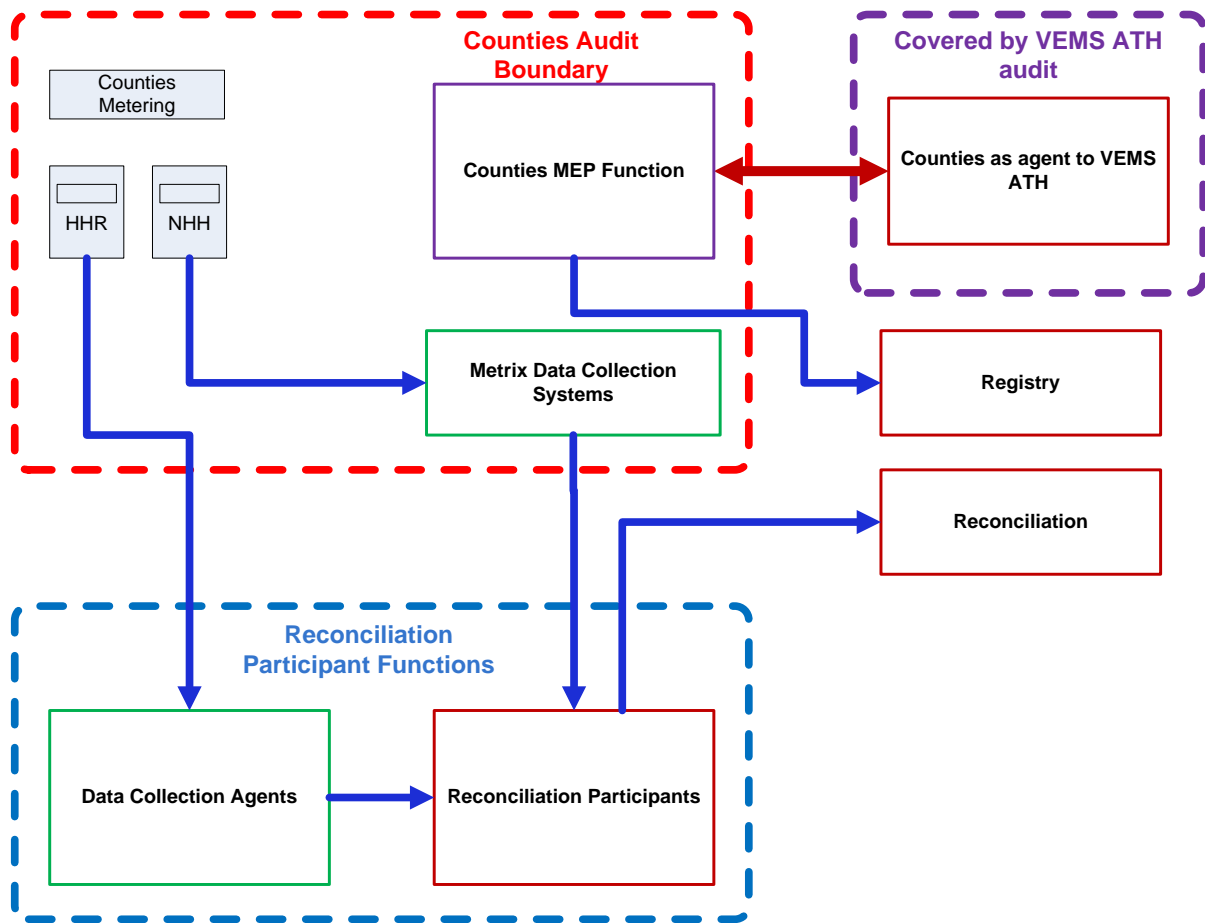 Counties Audit
Boundary
Covered by VEMS ATH
audit
Counties
Metering
Counties MEP Function
Counties as agent to VEMS
ATH
HHR
NHH
Metrix Data Collection
Systems
Registry
Reconciliation
Reconciliation
Participant Functions
Data Collection Agents
Reconciliation Participants